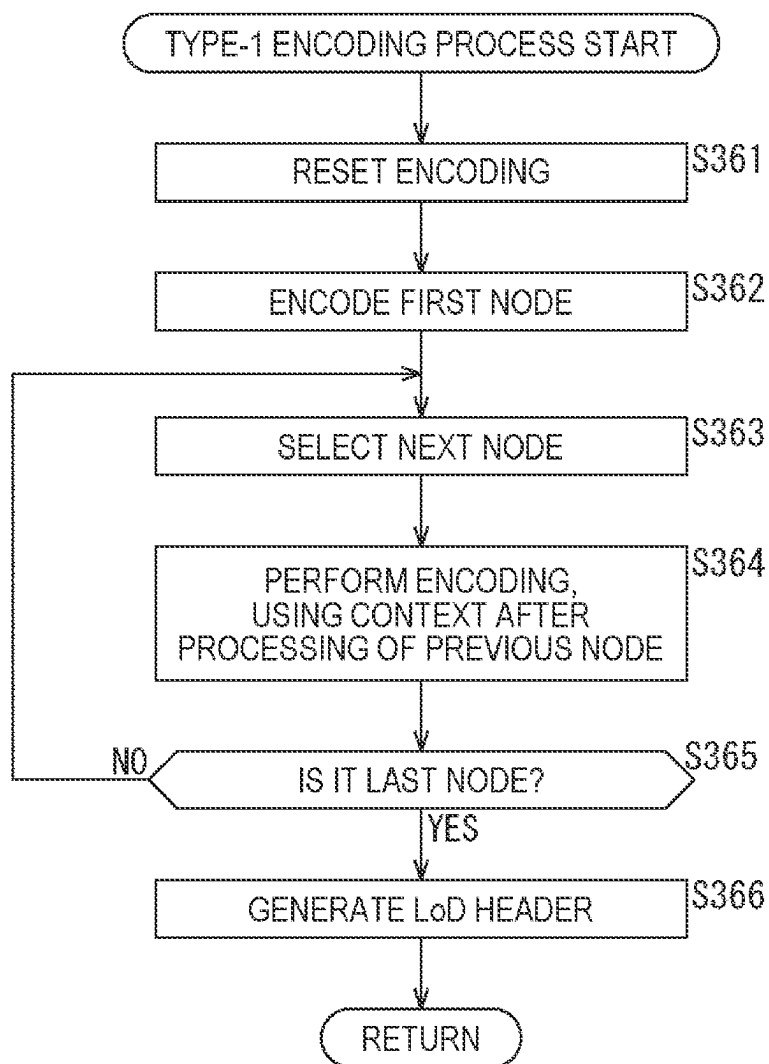 TYPE-1 ENCODING PROCESS START
RESET ENCODING
S361
ENCODE FIRST NODE
S362
SELECT NEXT NODE
S363
PERFORM ENCODING,
USING CONTEXT AFTER
PROCESSING OF PREVIOUS NODE
S364
NO
IS IT LAST NODE?
S365
YES
GENERATE LoD HEADER
S366
RETURN